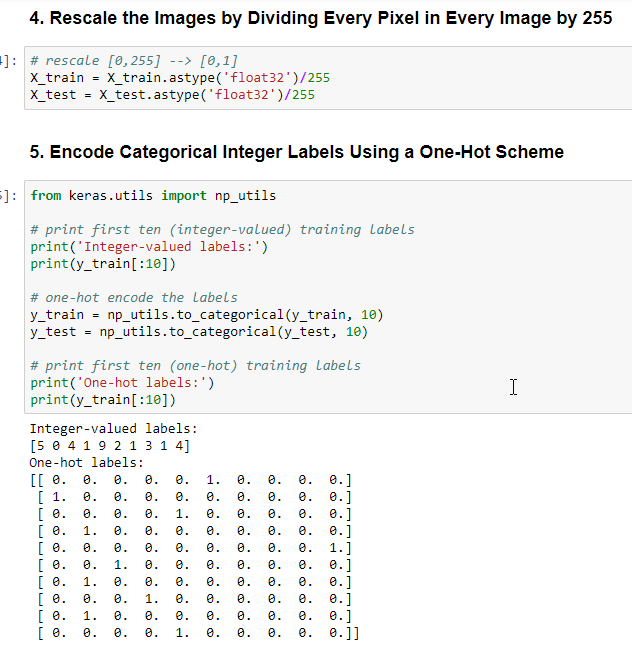 4. Rescale the Images by Dividing Every Pixel in Every Image by 255
]: # rescale [0,255] --> [0,1]
X_train = X_train.astype('float32')/255
X_test = X_test.astype('float32')/255
5. Encode Categorical Integer Labels Using a One-Hot Scheme
]: from keras.utils import np_utils
# print first ten (integer-valued) training labels
print('Integer-valued labels:')
print(y_train[:10])
# one-hot encode the labels
y_train = np_utils.to_categorical(y_train, 10)
y_test = np_utils.to_categorical(y_test, 10)
# print first ten (one-hot) training labels
print('One-hot labels:')
print(y_train[:10])
Integer-valued labels:
[5 0 4 1 9 2 1 3 1 4]
One-hot labels:
[[ 0. 0. 0. 0. 0. 1. 0. 0. 0. 0.]
[ 1. 0. 0. 0. 0. 0. 0. 0. 0. 0.]
[ 0. 0. 0. 0. 1. 0. 0. 0. 0. 0.]
[ 0. 1. 0. 0. 0. 0. 0. 0. 0. 0.]
[ 0. 0. 0. 0. 0. 0. 0. 0. 0. 1.]
[ 0. 0. 1. 0. 0. 0. 0. 0. 0. 0.]
[ 0. 1. 0. 0. 0. 0. 0. 0. 0. 0.]
[ 0. 0. 0. 1. 0. 0. 0. 0. 0. 0.]
[ 0. 1. 0. 0. 0. 0. 0. 0. 0. 0.]
[ 0. 0. 0. 0. 1. 0. 0. 0. 0. 0.]]